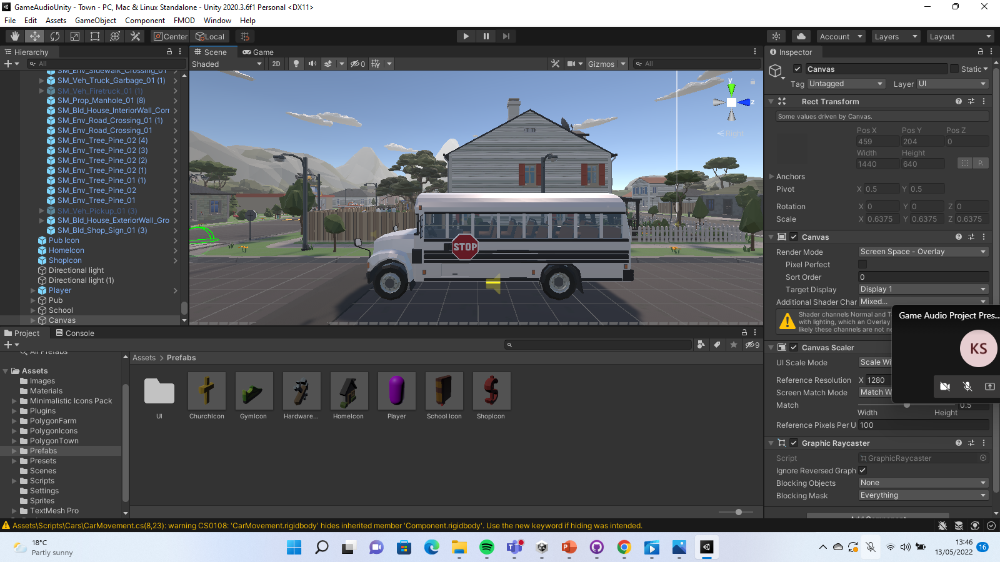 GameAudioUnity - Town - PC, Mac & Linux Standalone - Unity 2020.3.6f1 Personal <DX11>
File Edit Assets GameObject Component FMOD Window Help
Center Local
Account Layers Layout
Hierarchy
All
SM_Env_Sidewalk_Crossing_01
SM_Veh_Truck_Garbage_01 (1)
SM_Veh_Firetruck_01 (1)
SM_Prop_Manhole_01 (8)
SM_Bld_House_InteriorWall_Corr
SM_Env_Road_Crossing_01 (1)
SM_Env_Road_Crossing_01
SM_Env_Tree_Pine_02 (4)
SM_Env_Tree_Pine_02 (3)
SM_Env_Tree_Pine_02 (2)
SM_Env_Tree_Pine_02 (1)
SM_Env_Tree_Pine_01 (1)
SM_Env_Tree_Pine_02
SM_Env_Tree_Pine_01
SM_Veh_Pickup_01 (3)
SM_Bld_House_ExteriorWall_Gro
SM_Bld_Shop_Sign_01 (3)
Pub Icon
HomeIcon
ShopIcon
Directional light
Directional light (1)
Player
Pub
School
Canvas
Scene Game
Shaded 2D 0 Gizmos All
y
z
Right
STOP
Inspector
Canvas Static
Tag Untagged Layer UI
Rect Transform
Some values driven by Canvas.
Pos X Pos Y Pos Z
459 204 0
Width Height
1440 640 R
Anchors
Pivot X 0.5 Y 0.5
Rotation X 0 Y 0 Z 0
Scale X 0.6375 Y 0.6375 Z 0.6375
Canvas
Render Mode Screen Space - Overlay
Pixel Perfect
Sort Order 0
Target Display Display 1
Additional Shader Char Mixed...
Shader channels Normal and T
with lighting, which an Overlay
likely these channels are not ne
Game Audio Project Pres...
KS
Canvas Scaler
UI Scale Mode Scale Wi
Reference Resolution X 1280
Screen Match Mode Match W
Match 0.5
Width Height
Reference Pixels Per U 100
Graphic Raycaster
Script GraphicRaycaster
Ignore Reversed Graph
Blocking Objects None
Blocking Mask Everything
Add Component
Project Console
9
All Prefabs
Assets
Images
Materials
Minimalistic Icons Pack
Plugins
PolygonFarm
PolygonIcons
PolygonTown
Prefabs
Presets
Scenes
Scripts
Settings
Sprites
TextMesh Pro
Assets > Prefabs
UI ChurchIcon GymIcon Hardware... HomeIcon Player School Icon ShopIcon
Assets\Scripts\Cars\CarMovement.cs(8,23): warning CS0108: 'CarMovement.rigidbody' hides inherited member 'Component.rigidbody'. Use the new keyword if hiding was intended.
18°C
Partly sunny
13:46
13/05/2022
16